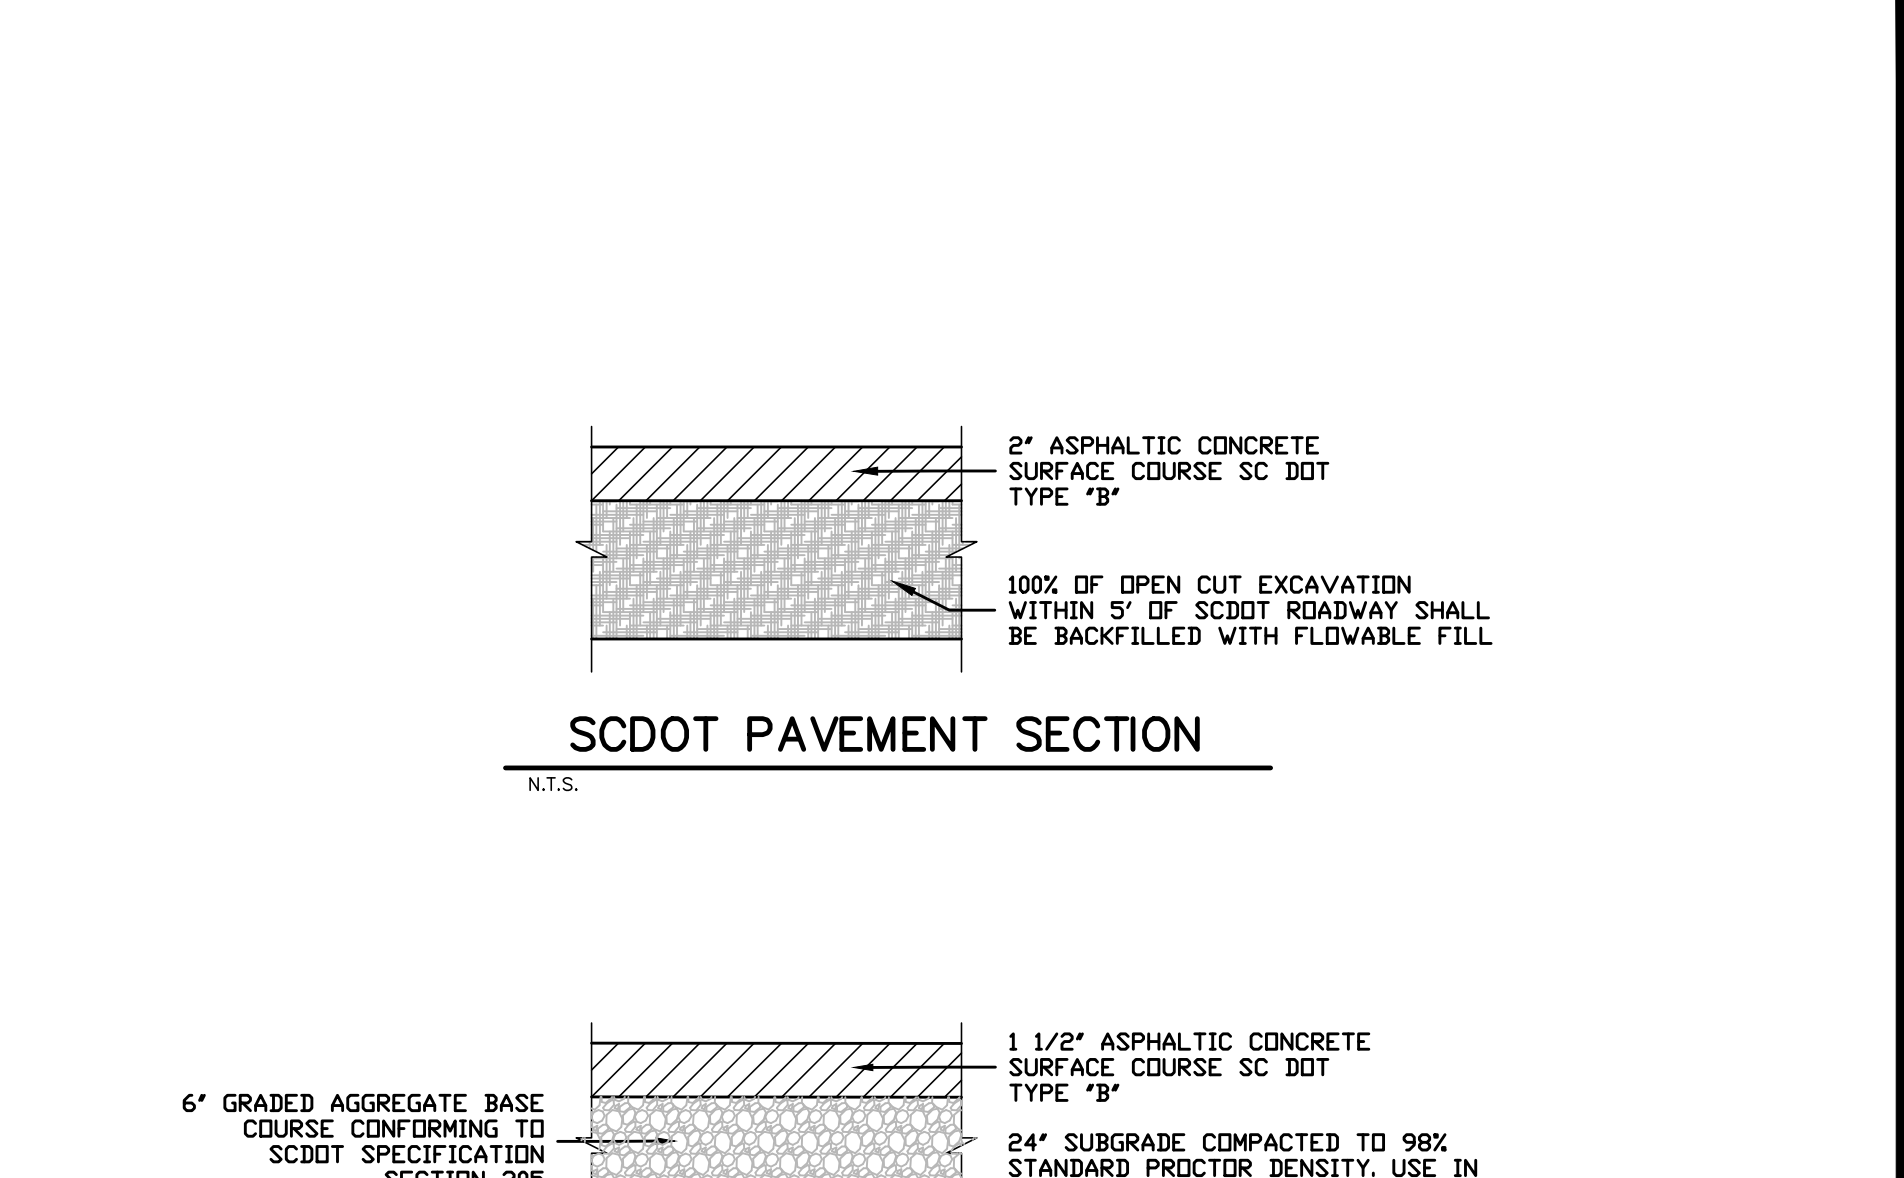 2" ASPHALTIC CONCRETE
SURFACE COURSE SC DOT
TYPE "B"
100% OF OPEN CUT EXCAVATION
WITHIN 5' OF SCDOT ROADWAY SHALL
BE BACKFILLED WITH FLOWABLE FILL
SCDOT PAVEMENT SECTION
N.T.S.
1 1/2" ASPHALTIC CONCRETE
SURFACE COURSE SC DOT
TYPE "B"
6" GRADED AGGREGATE BASE
COURSE CONFORMING TO
SCDOT SPECIFICATION
SECTION
24" SUBGRADE COMPACTED TO 98%
STANDARD PROCTOR DENSITY. USE IN